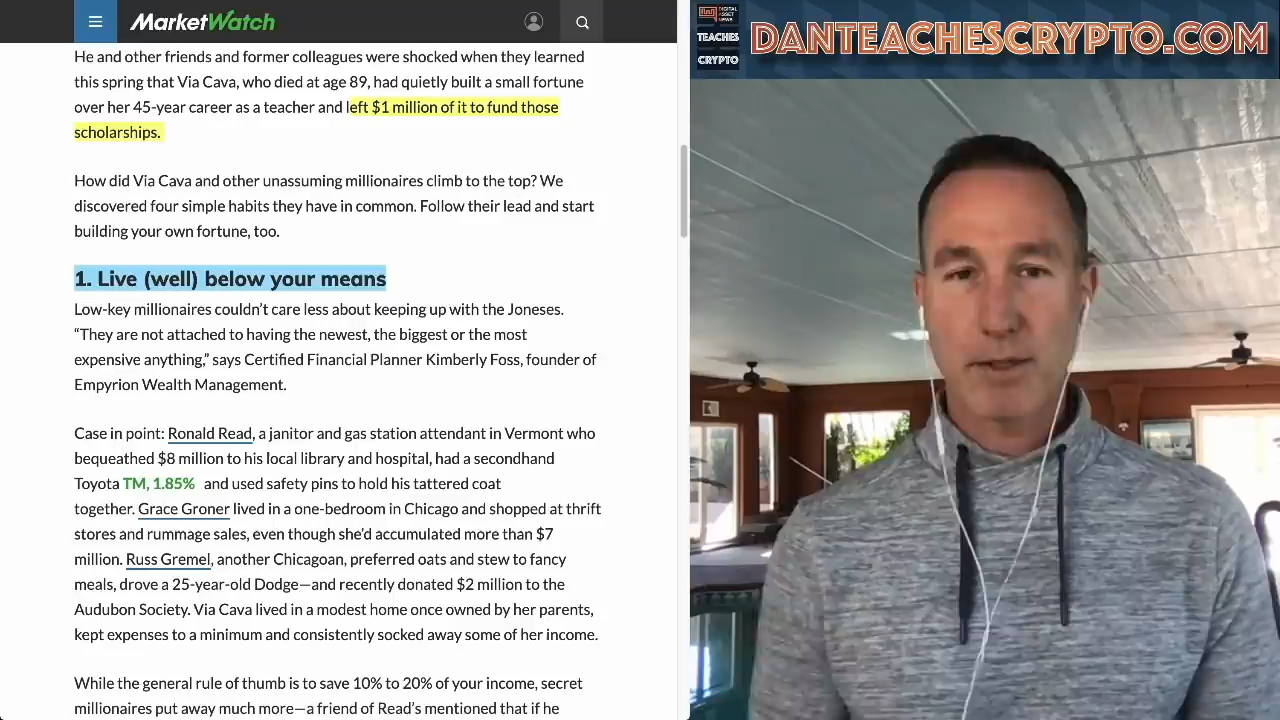 MarketWatch
He and other friends and former colleagues were shocked when they learned
this spring that Via Cava, who died at age 89, had quietly built a small fortune
over her 45-year career as a teacher and left $1 million of it to fund those
scholarships.
How did Via Cava and other unassuming millionaires climb to the top? We
discovered four simple habits they have in common. Follow their lead and start
building your own fortune, too.
1. Live (well) below your means
Low-key millionaires couldn’t care less about keeping up with the Joneses.
“They are not attached to having the newest, the biggest or the most
expensive anything,” says Certified Financial Planner Kimberly Foss, founder of
Empyrion Wealth Management.
Case in point: Ronald Read, a janitor and gas station attendant in Vermont who
bequeathed $8 million to his local library and hospital, had a secondhand
Toyota TM, 1.85% and used safety pins to hold his tattered coat
together. Grace Groner lived in a one-bedroom in Chicago and shopped at thrift
stores and rummage sales, even though she’d accumulated more than $7
million. Russ Gremel, another Chicagoan, preferred oats and stew to fancy
meals, drove a 25-year-old Dodge—and recently donated $2 million to the
Audubon Society. Via Cava lived in a modest home once owned by her parents,
kept expenses to a minimum and consistently socked away some of her income.
While the general rule of thumb is to save 10% to 20% of your income, secret
millionaires put away much more—a friend of Read’s mentioned that if he
DIGITAL
ASSET
NEWS
TEACHES
CRYPTO
DANTEACHESCRYPTO.COM